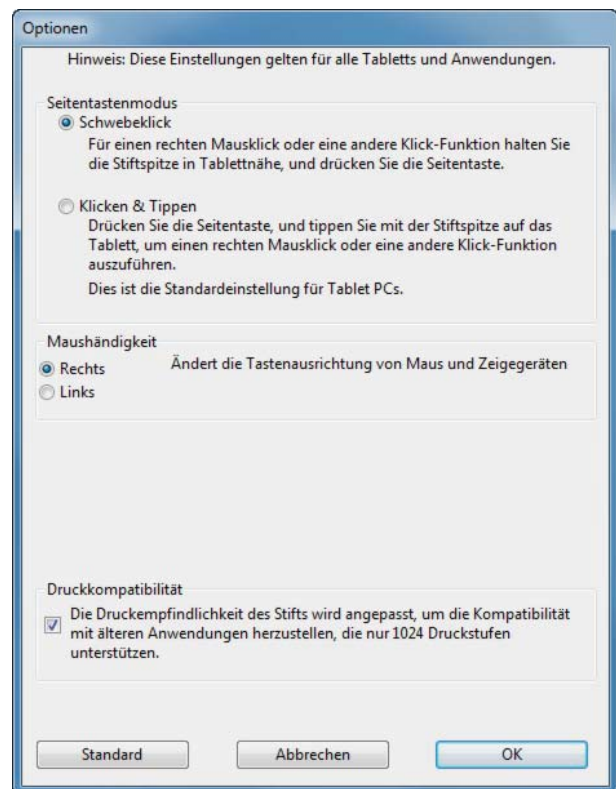 Optionen
Hinweis: Diese Einstellungen gelten für alle Tabletts und Anwendungen.
Seitentastenmodus
Schwebeklick
Für einen rechten Mausklick oder eine andere Klick-Funktion halten Sie
die Stiftspitze in Tablettnähe, und drücken Sie die Seitentaste.
Klicken & Tippen
Drücken Sie die Seitentaste, und tippen Sie mit der Stiftspitze auf das
Tablett, um einen rechten Mausklick oder eine andere Klick-Funktion
auszuführen.
Dies ist die Standardeinstellung für Tablet PCs.
Maushändigkeit
Rechts
Ändert die Tastenausrichtung von Maus und Zeigegeräten
Links
Druckkompatibilität
Die Druckempfindlichkeit des Stifts wird angepasst, um die Kompatibilität
mit älteren Anwendungen herzustellen, die nur 1024 Druckstufen
unterstützen.
Standard
Abbrechen
OK